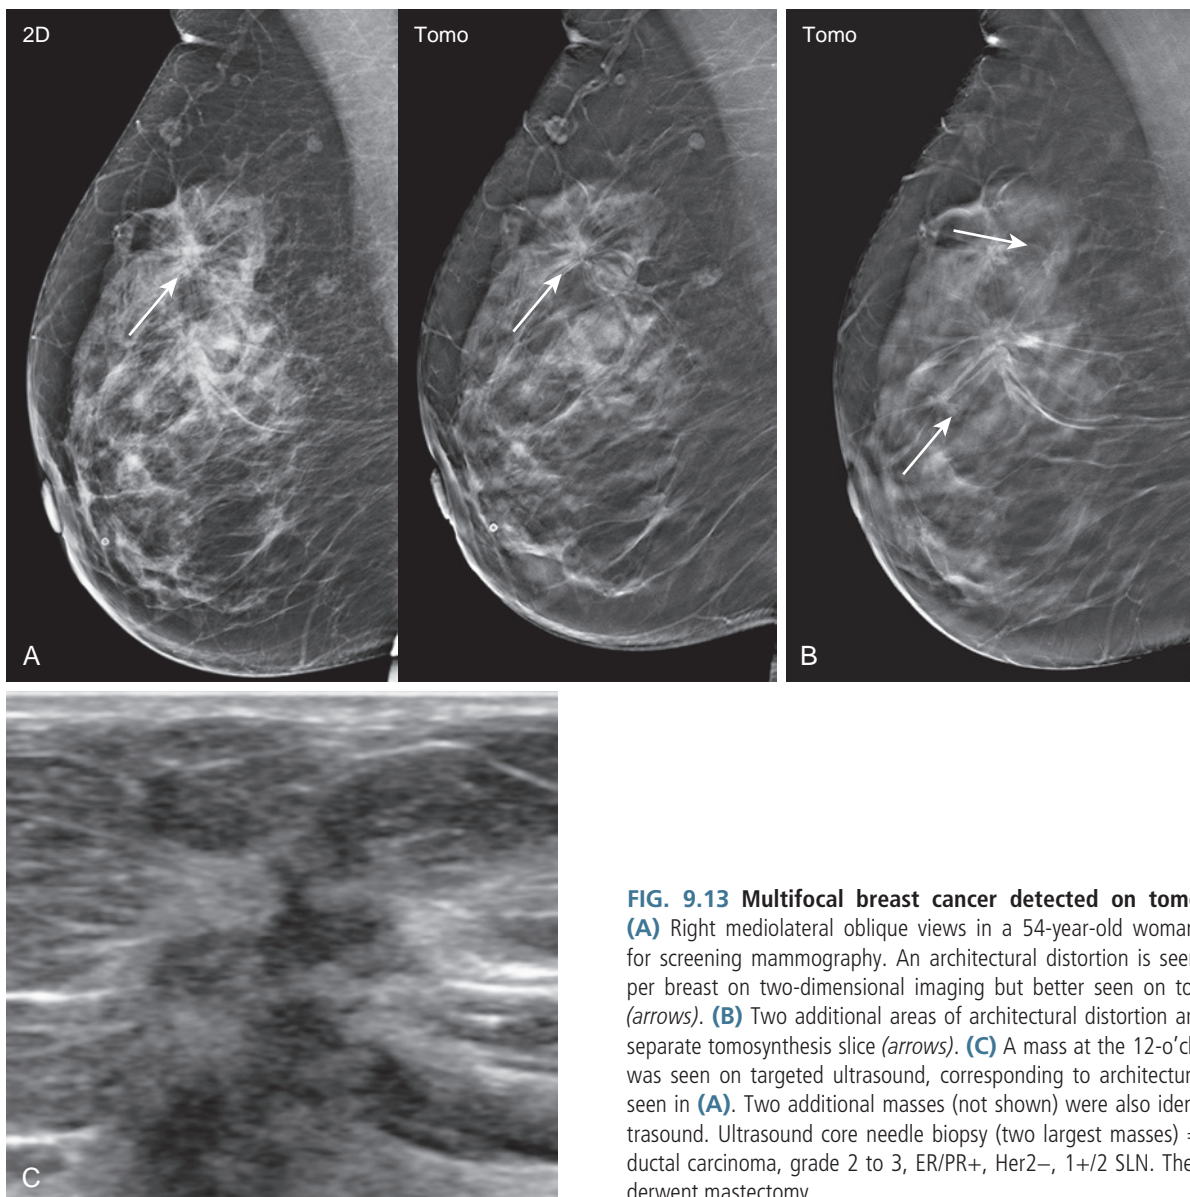 2D
Tomo
Tomo
A
B
C
FIG. 9.13 Multifocal breast cancer detected on tom
(A) Right mediolateral oblique views in a 54-year-old woman
for screening mammography. An architectural distortion is see
per breast on two-dimensional imaging but better seen on to
(arrows). (B) Two additional areas of architectural distortion a
separate tomosynthesis slice (arrows). (C) A mass at the 12-o’cl
was seen on targeted ultrasound, corresponding to architectur
seen in (A). Two additional masses (not shown) were also iden
trasound. Ultrasound core needle biopsy (two largest masses) =
ductal carcinoma, grade 2 to 3, ER/PR+, Her2−, 1+/2 SLN. The
derwent mastectomy.